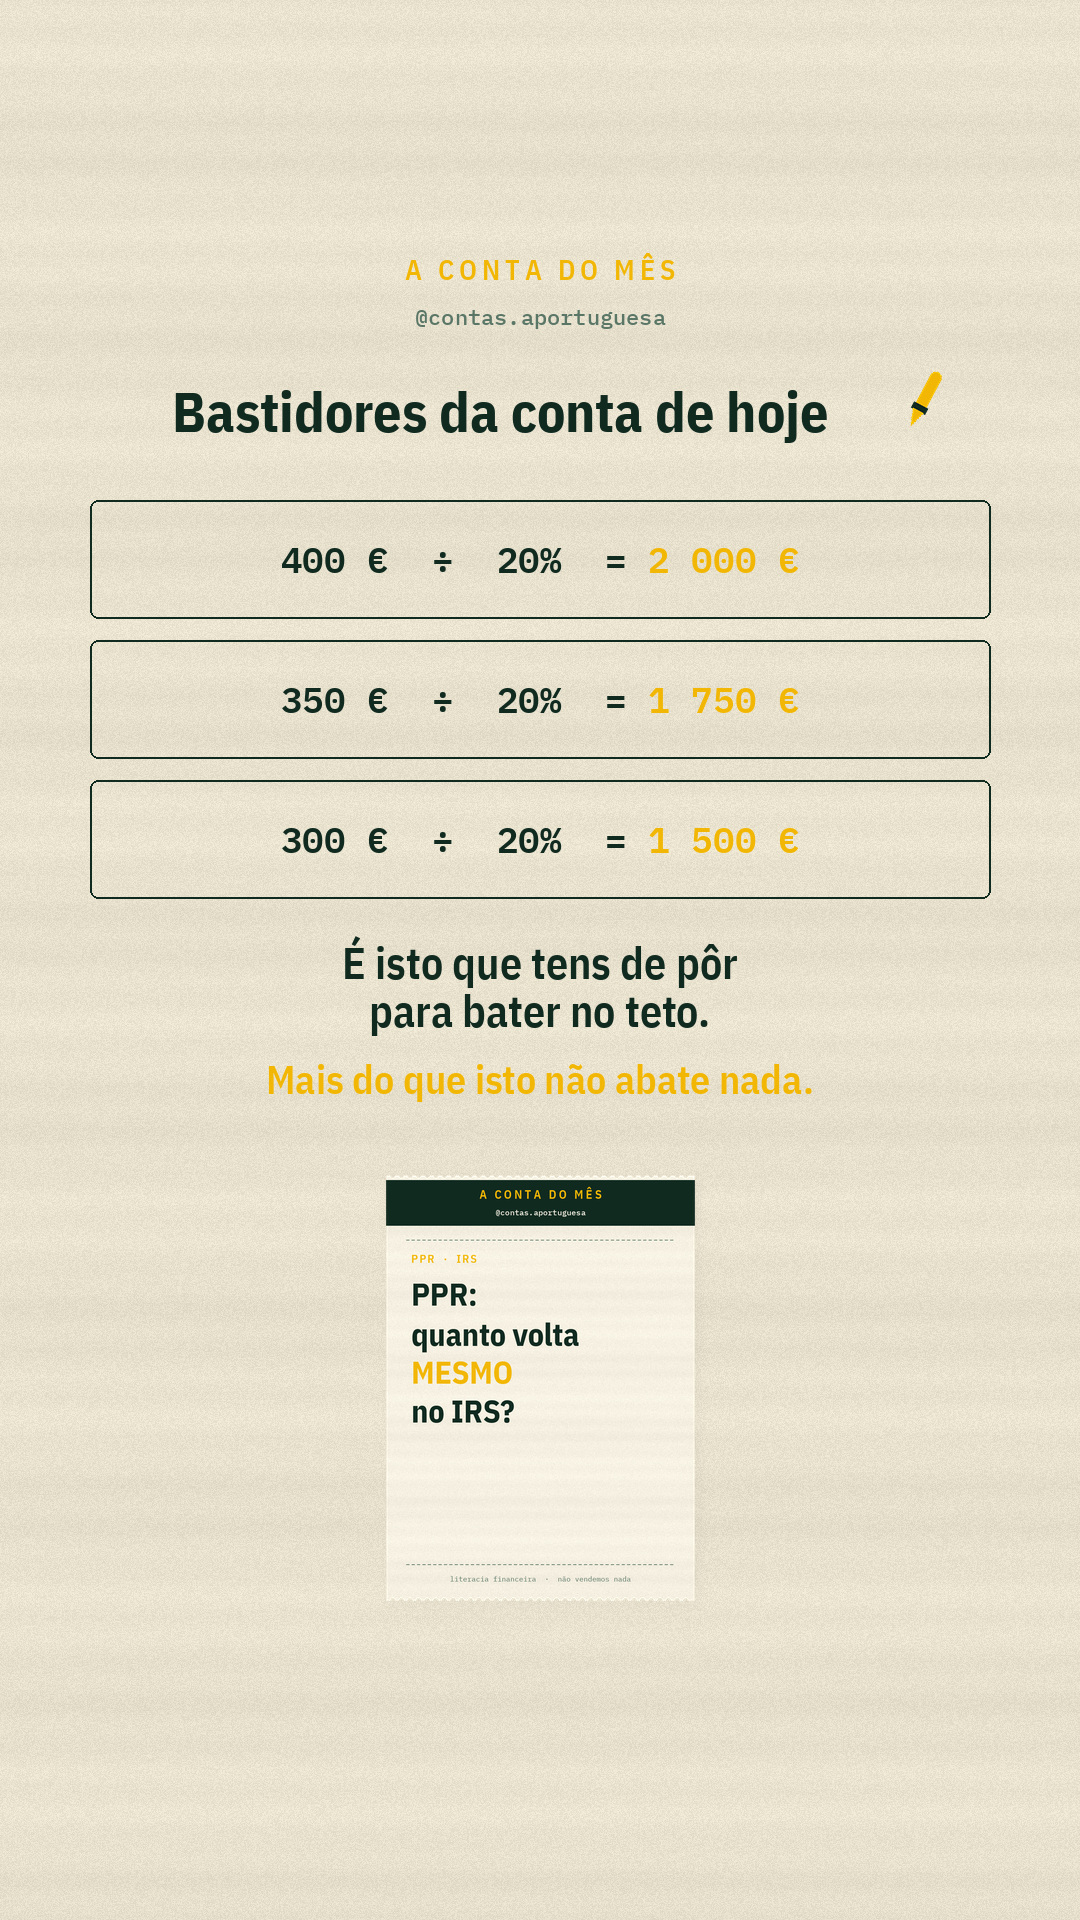 A CONTA DO MÊS
@contas.aportuguesa
Bastidores da conta de hoje
400 € ÷ 20% = 2 000 €
350 € ÷ 20% = 1 750 €
300 € ÷ 20% = 1 500 €
É isto que tens de pôr
para bater no teto.
Mais do que isto não abate nada.
A CONTA DO MÊS
@contas.aportuguesa
PPR · IRS
PPR:
quanto volta
MESMO
no IRS?
literacia financeira · não vendemos nada